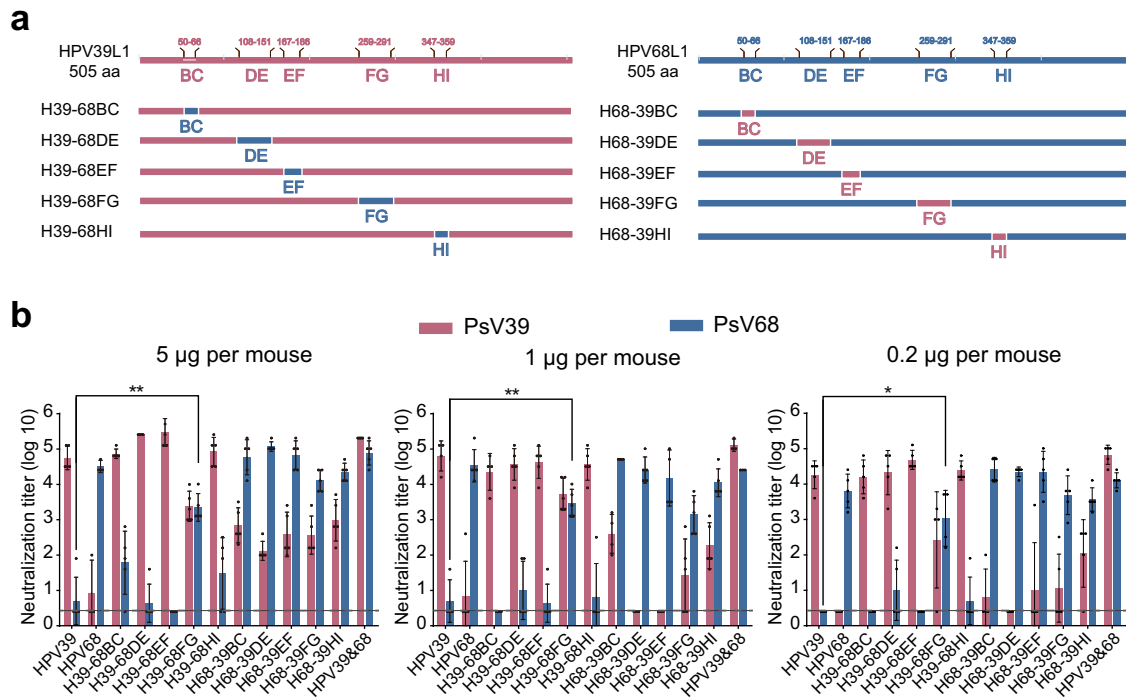 a
50-66 108-151 167-186 259-291 347-359
HPV39L1
505 aa
BC DE EF FG HI
H39-68BC
BC
H39-68DE
DE
H39-68EF
EF
H39-68FG
FG
H39-68HI
HI
50-66 108-151 167-186 259-291 347-359
HPV68L1
505 aa
BC DE EF FG HI
H68-39BC
BC
H68-39DE
DE
H68-39EF
EF
H68-39FG
FG
H68-39HI
HI
b
PsV39 PsV68
5 µg per mouse
**
Neutralization titer (log 10)
6
5
4
3
2
1
0
HPV39 HPV68 H39-68BC H39-68DE H39-68EF H39-68FG H39-68HI H68-39BC H68-39DE H68-39EF H68-39FG H68-39HI HPV39&68
1 µg per mouse
**
Neutralization titer (log 10)
6
5
4
3
2
1
0
HPV39 HPV68 H39-68BC H39-68DE H39-68EF H39-68FG H39-68HI H68-39BC H68-39DE H68-39EF H68-39FG H68-39HI HPV39&68
0.2 µg per mouse
*
Neutralization titer (log 10)
6
5
4
3
2
1
0
HPV39 HPV68 H39-68BC H39-68DE H39-68EF H39-68FG H39-68HI H68-39BC H68-39DE H68-39EF H68-39FG H68-39HI HPV39&68